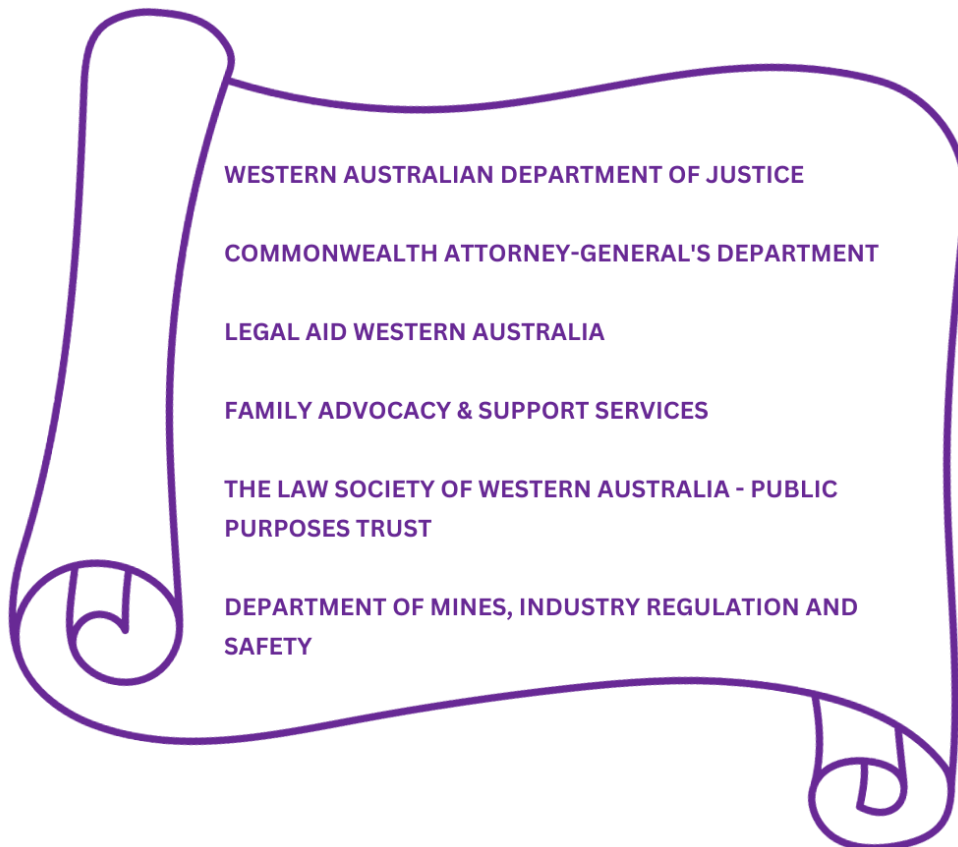 WESTERN AUSTRALIAN DEPARTMENT OF JUSTICE
COMMONWEALTH ATTORNEY-GENERAL'S DEPARTMENT
LEGAL AID WESTERN AUSTRALIA
FAMILY ADVOCACY & SUPPORT SERVICES
THE LAW SOCIETY OF WESTERN AUSTRALIA - PUBLIC
PURPOSES TRUST
DEPARTMENT OF MINES, INDUSTRY REGULATION AND
SAFETY